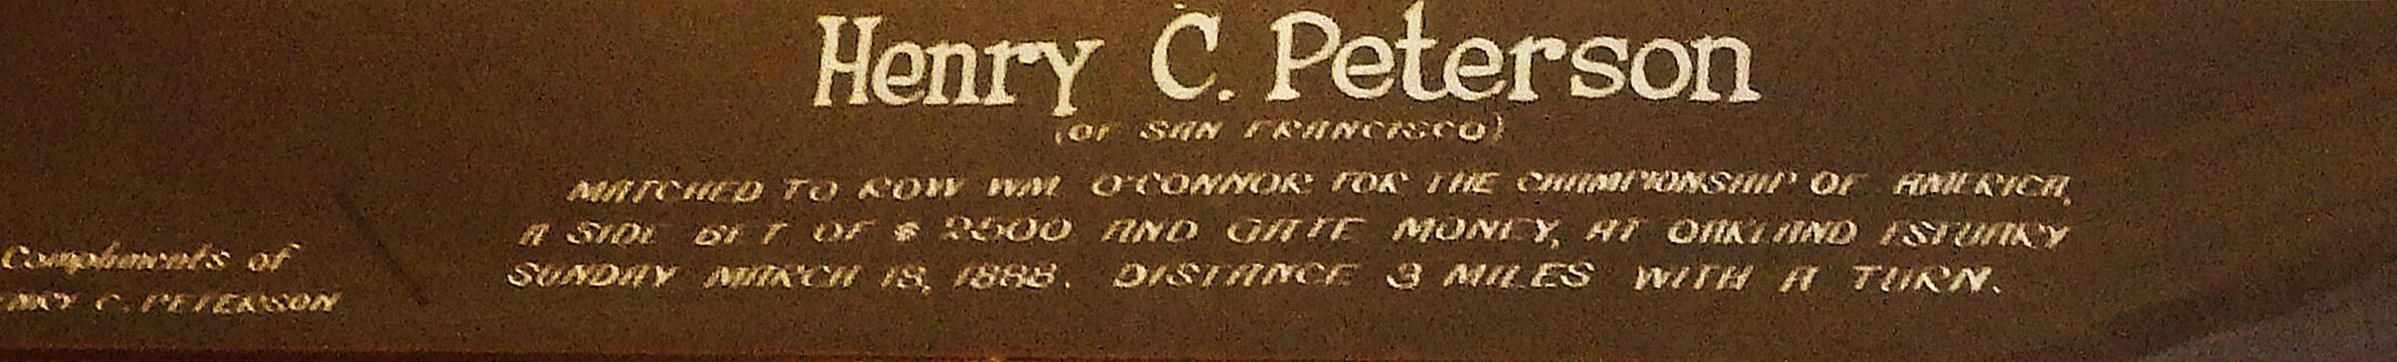 Henry C. Peterson
(OF SAN FRANCISCO)
MATCHED TO ROW WM. O'CONNOR FOR THE CHAMPIONSHIP OF AMERICA,
A SIDE BET OF $ 2500 AND GATE MONEY, AT OAKLAND ESTUARY
SUNDAY MARCH 18, 1888. DISTANCE 3 MILES WITH A TURN.
Compliments of
ENRY C. PETERSON